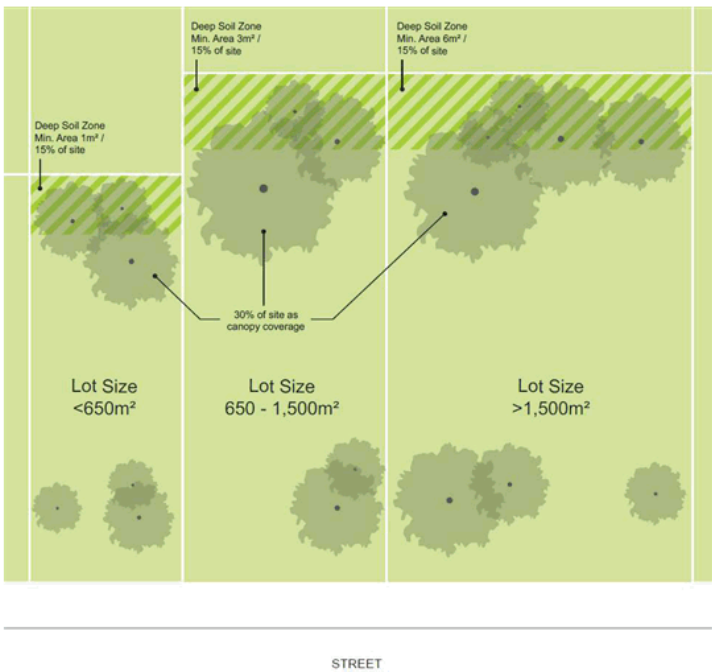 Deep Soil Zone
Min. Area 3m² /
15% of site
Deep Soil Zone
Min. Area 6m² /
15% of site
Deep Soil Zone
Min. Area 1m² /
15% of site
30% of site as
canopy coverage
Lot Size
<650m²
Lot Size
650 - 1,500m²
Lot Size
>1,500m²
STREET